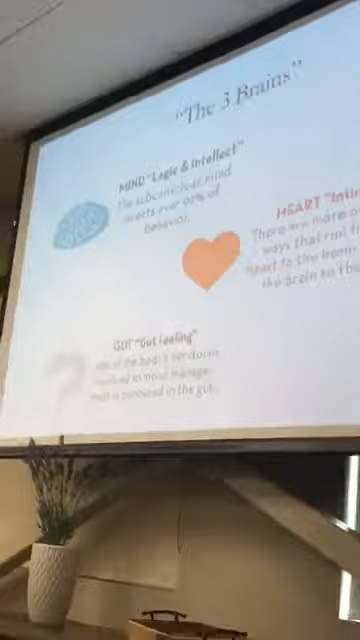 "The 3 Brains"
MIND "Logic & Intellect"
The subconscious mind
directs over 90% of
behavior.
HEART "Intui
There are more
ways that run fr
heart to the brain
the brain to the
GUT "Gut Feeling"
of the body's serotonin
involved in mood manage-
ment is contained in the gut.